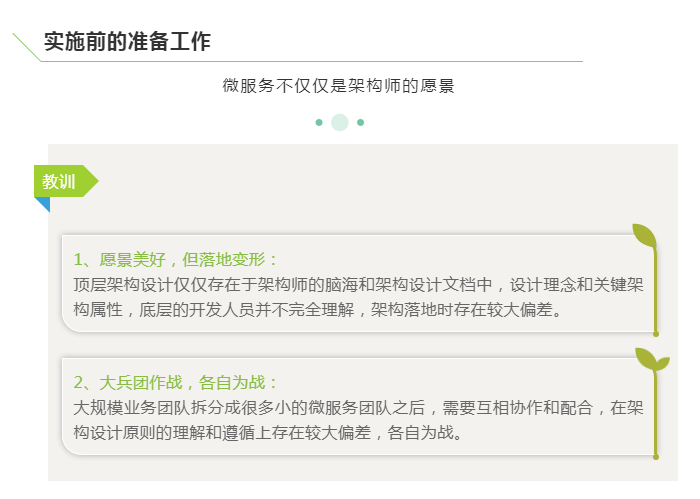 实施前的准备工作
微服务不仅仅是架构师的愿景
教训
1、愿景美好，但落地变形：
顶层架构设计仅仅存在于架构师的脑海和架构设计文档中，设计理念和关键架
构属性，底层的开发人员并不完全理解，架构落地时存在较大偏差。
2、大兵团作战，各自为战：
大规模业务团队拆分成很多小的微服务团队之后，需要互相协作和配合，在架
构设计原则的理解和遵循上存在较大偏差，各自为战。